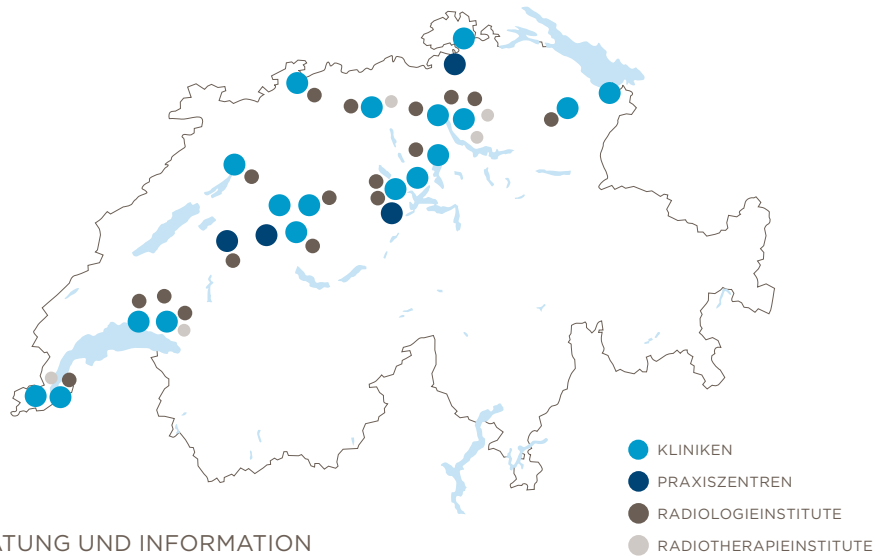 KLINIKEN
PRAXISZENTREN
RADIOLOGIEINSTITUTE
RADIOTHERAPIEINSTITUTE
ATUNG UND INFORMATION